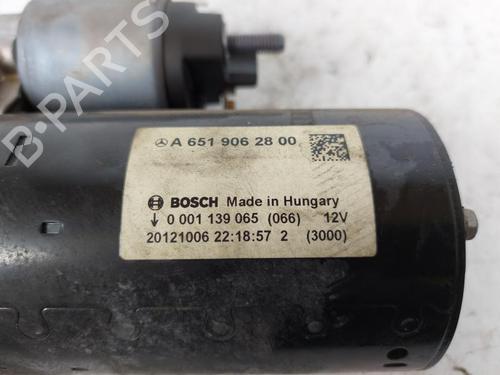 B-PARTS
A 651 906 28 00
BOSCH Made in Hungary
0 001 139 065 (066) 12V
20121006 22:18:57 2 (3000)